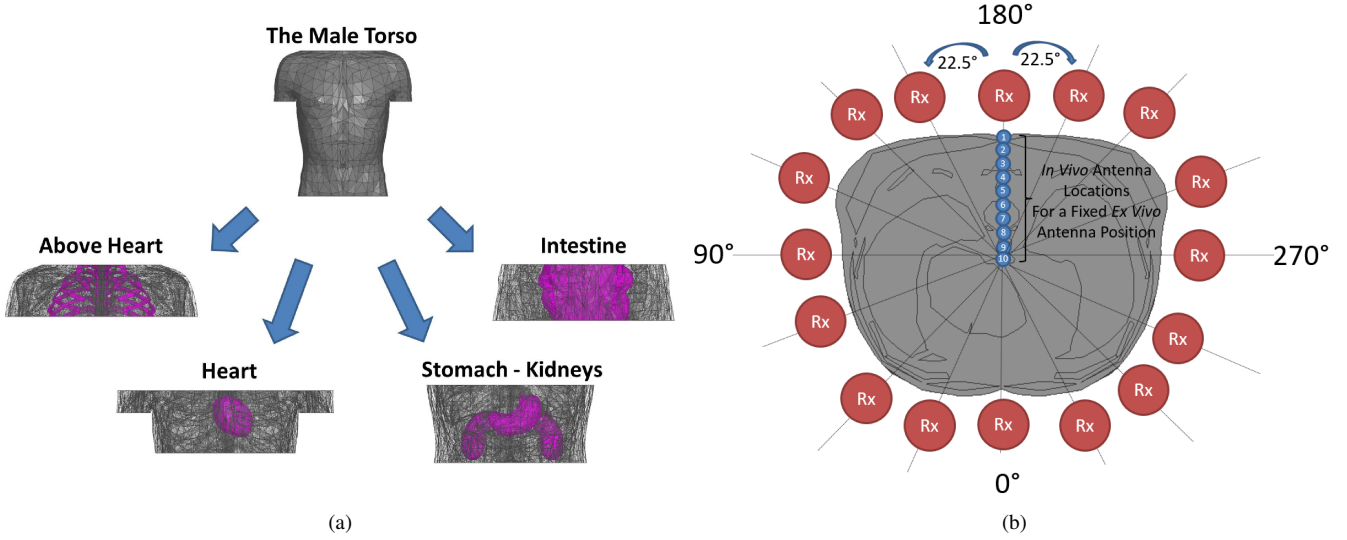 The Male Torso
Above Heart
Intestine
Heart
Stomach - Kidneys
(a)
180°
22.5° 22.5°
Rx Rx Rx
Rx Rx
Rx Rx
1
2
3
4
5
6
7
8
9
10
In Vivo Antenna
Locations
For a Fixed Ex Vivo
Antenna Position
90° Rx Rx 270°
Rx Rx
Rx Rx
Rx Rx Rx
0°
(b)